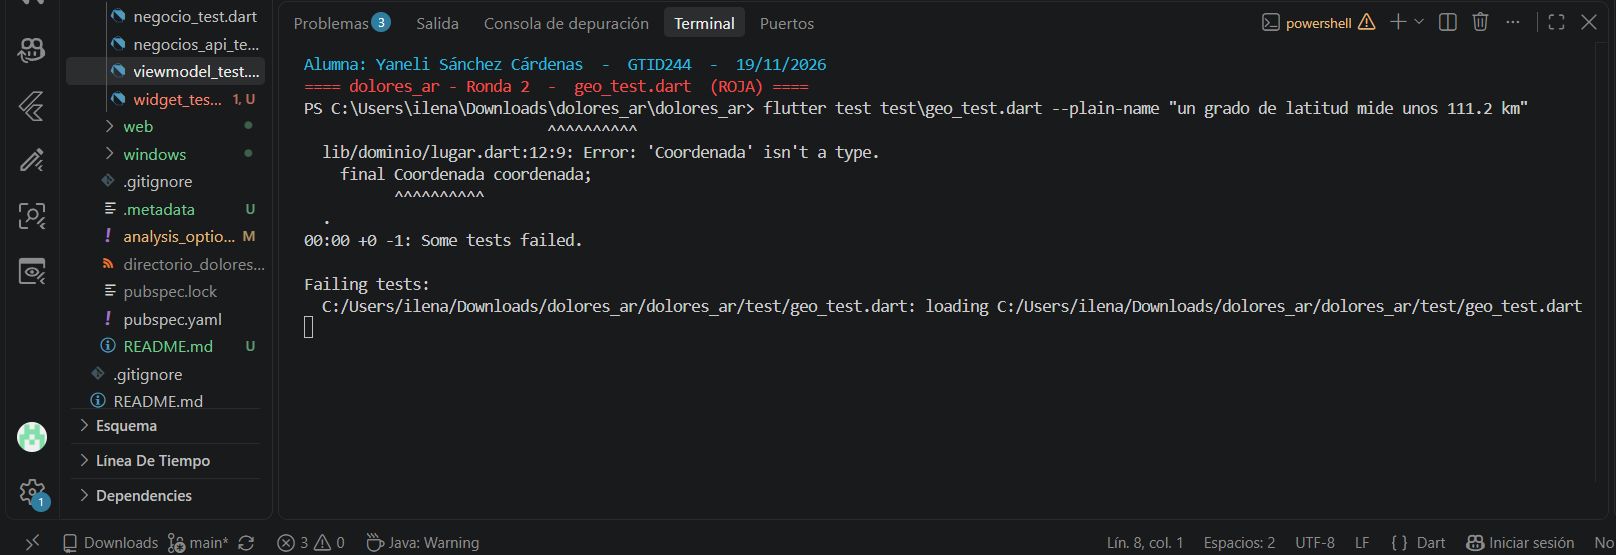 negocio_test.dart
negocios_api_te...
viewmodel_test....
widget_tes... 1, U
web
windows
.gitignore
.metadata U
analysis_optio... M
directorio_dolores...
pubspec.lock
pubspec.yaml
README.md U
.gitignore
README.md
Esquema
Línea De Tiempo
Dependencies
1
Problemas 3 Salida Consola de depuración Terminal Puertos
powershell
Alumna: Yaneli Sánchez Cárdenas - GTID244 - 19/11/2026
==== dolores_ar - Ronda 2 - geo_test.dart (ROJA) ====
PS C:\Users\ilena\Downloads\dolores_ar\dolores_ar> flutter test test\geo_test.dart --plain-name "un grado de latitud mide unos 111.2 km"
^^^^^^^^^^
lib/dominio/lugar.dart:12:9: Error: 'Coordenada' isn't a type.
final Coordenada coordenada;
^^^^^^^^^^
.
00:00 +0 -1: Some tests failed.
Failing tests:
C:/Users/ilena/Downloads/dolores_ar/dolores_ar/test/geo_test.dart: loading C:/Users/ilena/Downloads/dolores_ar/dolores_ar/test/geo_test.dart
Downloads main* 3 0 Java: Warning Lín. 8, col. 1 Espacios: 2 UTF-8 LF { } Dart Iniciar sesión No